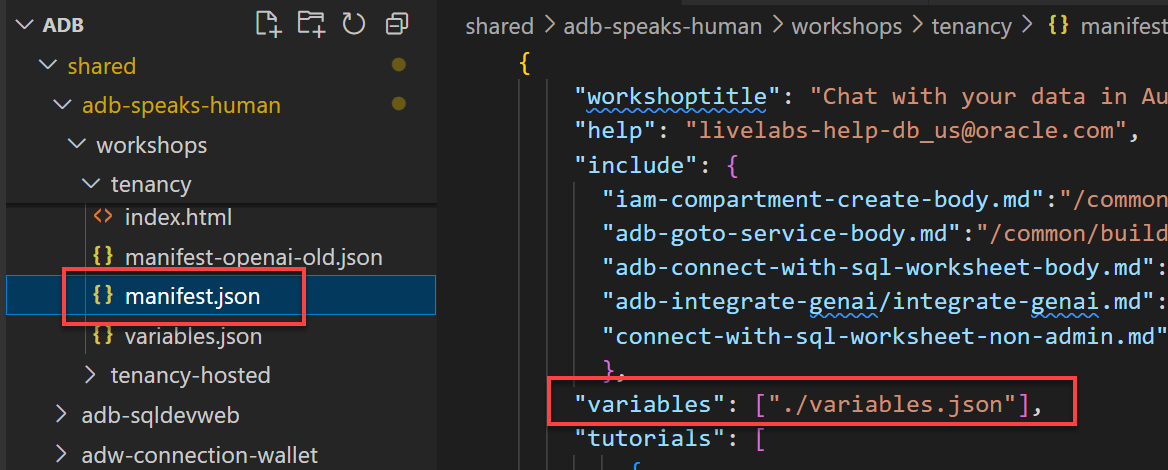 ADB
shared
adb-speaks-human
workshops
tenancy
index.html
manifest-openai-old.json
manifest.json
variables.json
tenancy-hosted
adb-sqldevweb
adw-connection-wallet
shared > adb-speaks-human > workshops > tenancy > {} manifest
{
"workshoptitle": "Chat with your data in Au
"help": "livelabs-help-db_us@oracle.com",
"include": {
"iam-compartment-create-body.md":"/common
"adb-goto-service-body.md":"/common/build
"adb-connect-with-sql-worksheet-body.md":
"adb-integrate-genai/integrate-genai.md":
"connect-with-sql-worksheet-non-admin.md"
},
"variables": ["./variables.json"],
"tutorials": [
{